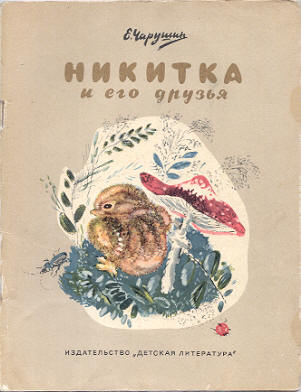 Е. Чарушин
НИКИТКА
и его друзья
ИЗДАТЕЛЬСТВО „ДЕТСКАЯ ЛИТЕРАТУРА"